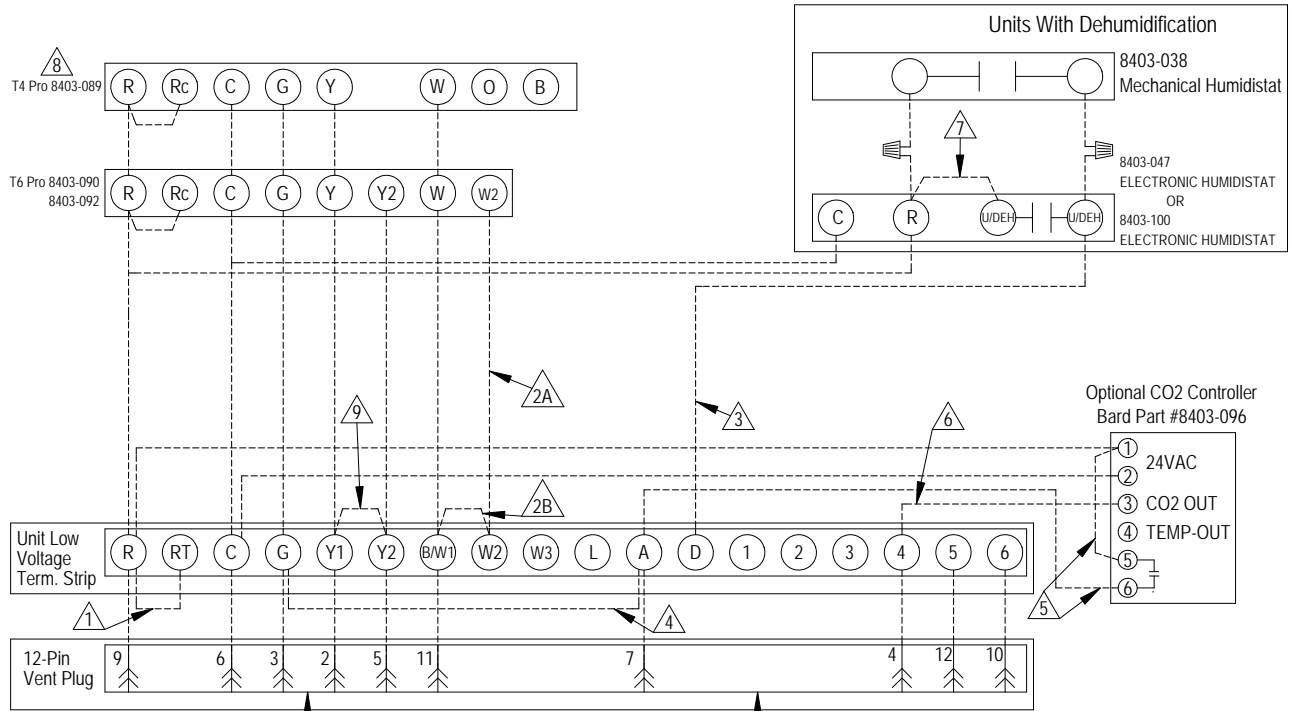 Units With Dehumidification
8403-038
Mechanical Humidistat
8
T4 Pro 8403-089
R Rc C G Y W O B
7
T6 Pro 8403-090
8403-092
R Rc C G Y Y2 W W2
8403-047
ELECTRONIC HUMIDISTAT
OR
8403-100
ELECTRONIC HUMIDISTAT
C R U/DEH U/DEH
2A
9
3
6
2B
Optional CO2 Controller
Bard Part #8403-096
1
24VAC
2
3 CO2 OUT
4 TEMP-OUT
5
6
5
Unit Low
Voltage
Term. Strip
R RT C G Y1 Y2 B/W1 W2 W3 L A D 1 2 3 4 5 6
1
4
12-Pin
Vent Plug
9 6 3 2 5 11 7 4 12 10